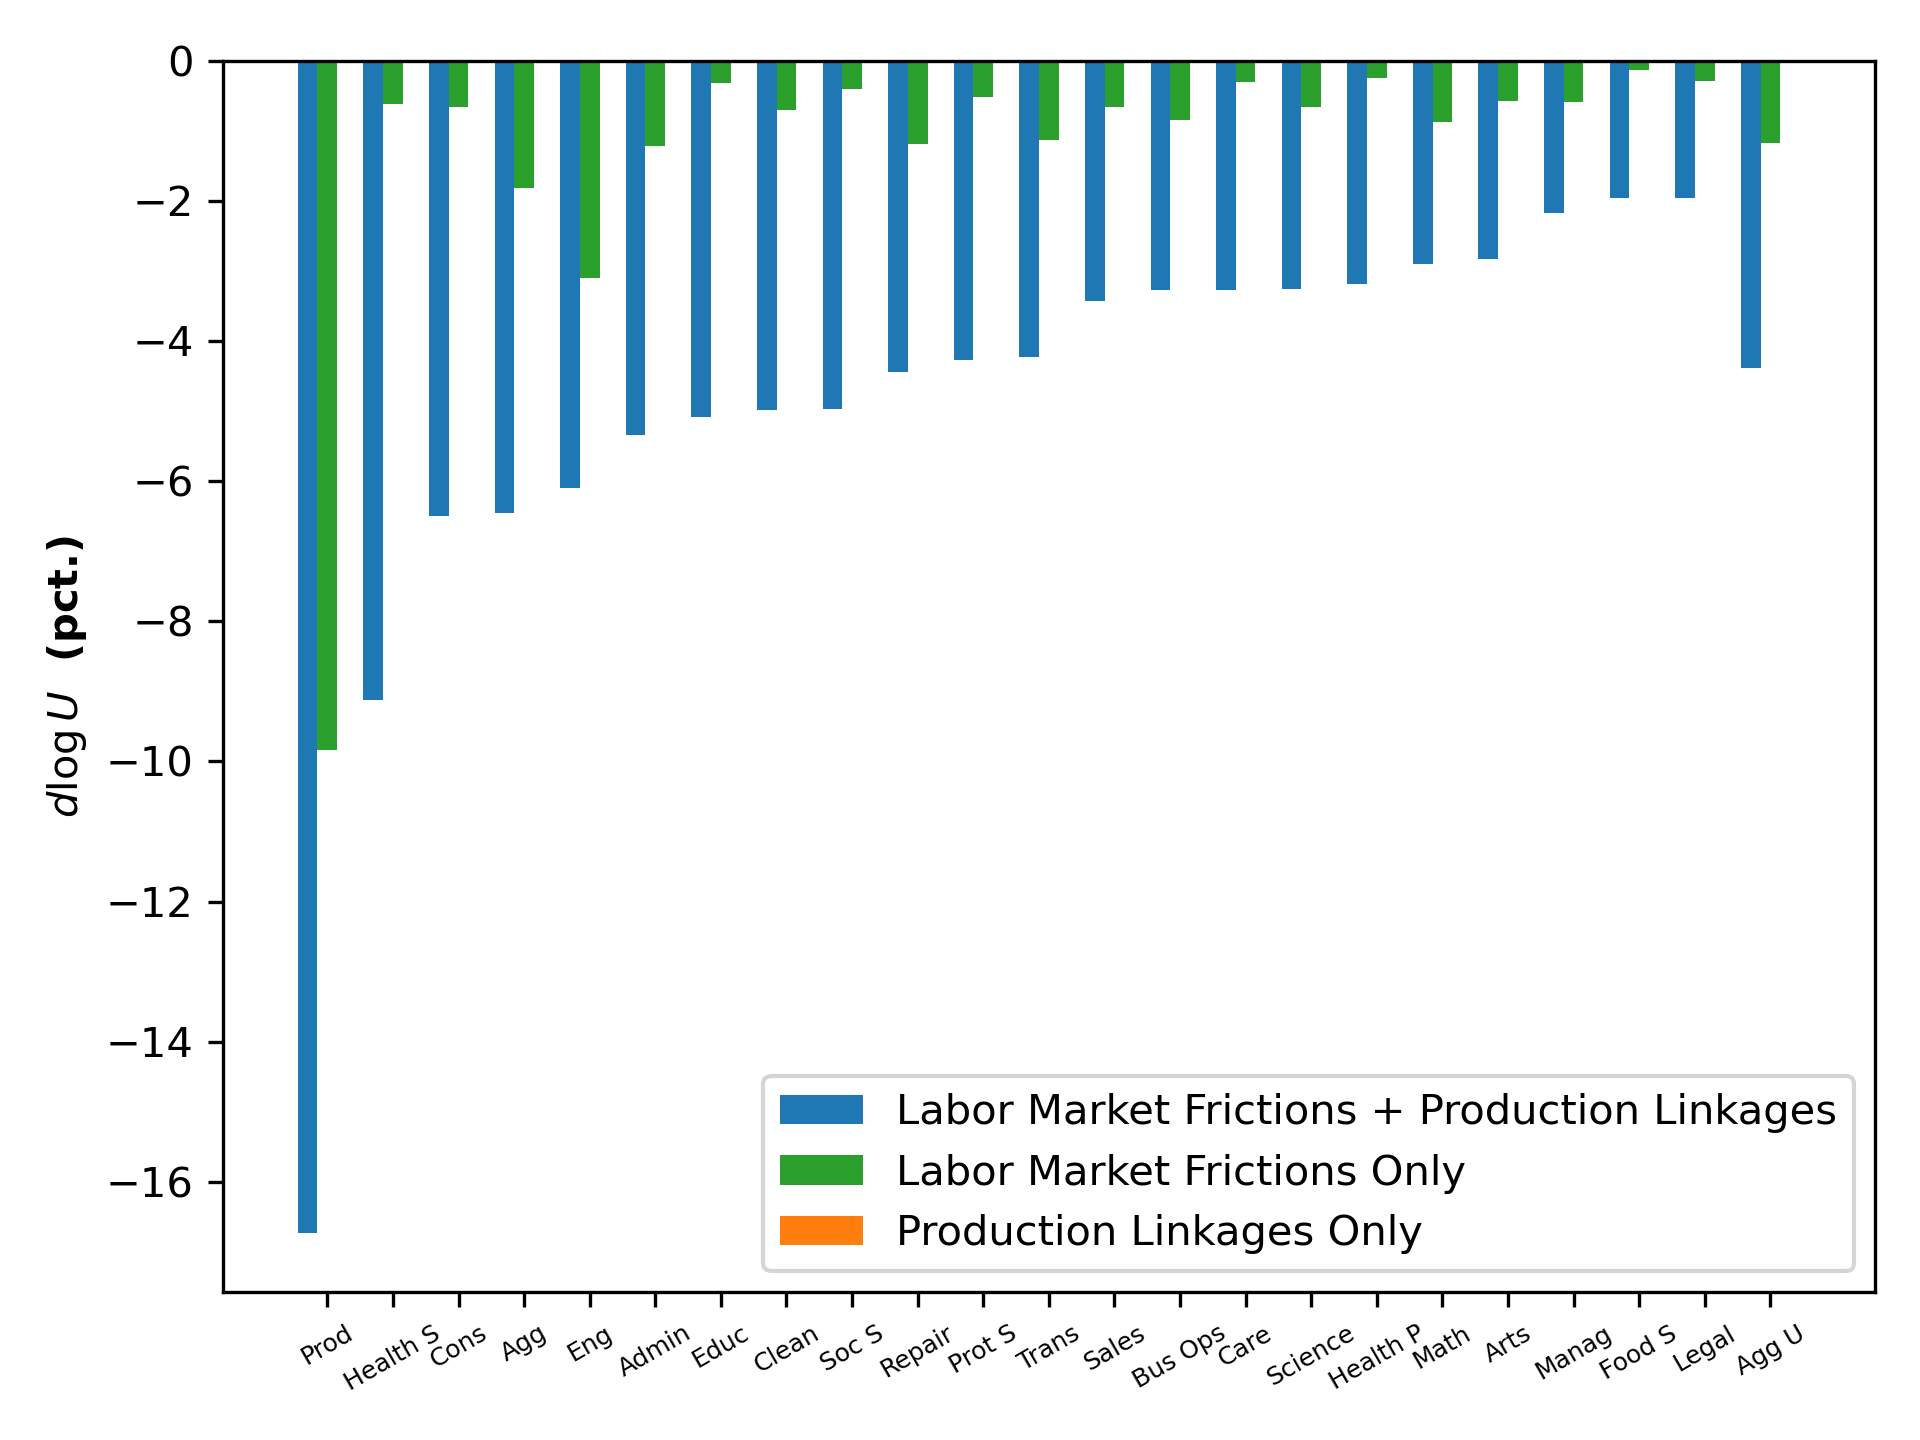 0
−2
−4
−6
−8
−10
−12
−14
−16
d log U (pct.)
Labor Market Frictions + Production Linkages
Labor Market Frictions Only
Production Linkages Only
Prod
Health S
Cons
Agg
Eng
Admin
Educ
Clean
Soc S
Repair
Prot S
Trans
Sales
Bus Ops
Care
Science
Health P
Math
Arts
Manag
Food S
Legal
Agg U